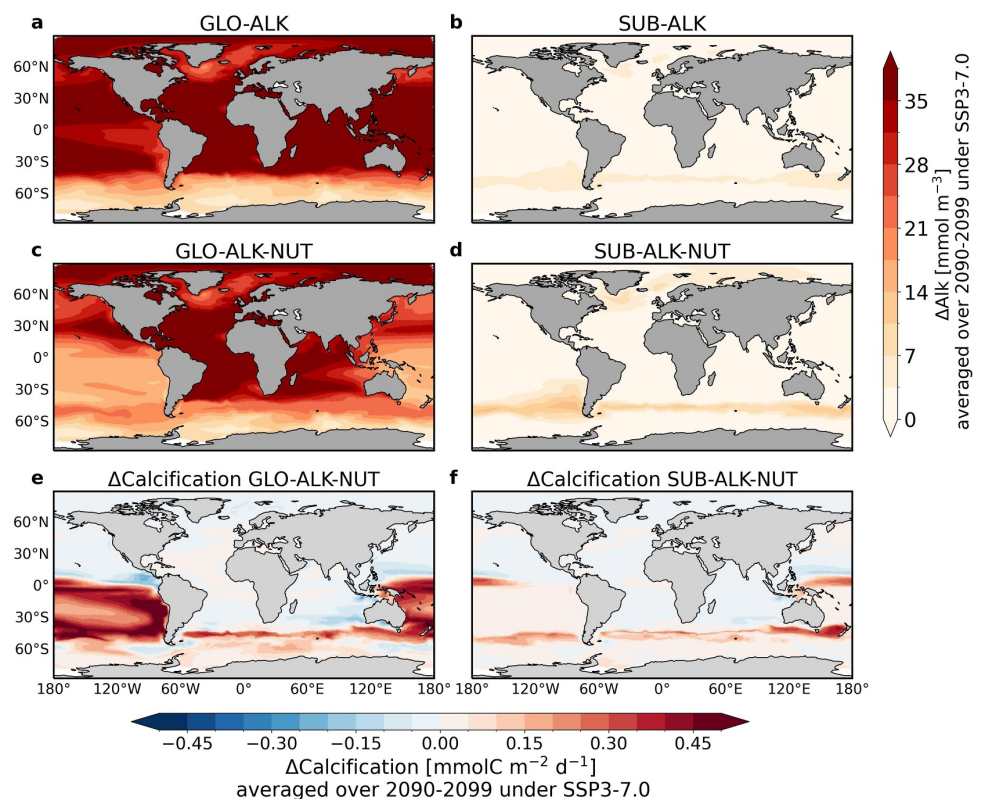 a GLO-ALK
b SUB-ALK
60°N
30°N
0°
30°S
60°S
c GLO-ALK-NUT
d SUB-ALK-NUT
60°N
30°N
0°
30°S
60°S
35
28
21
14
7
0
ΔAlk [mmol m⁻³]
averaged over 2090-2099 under SSP3-7.0
e ΔCalcification GLO-ALK-NUT
f ΔCalcification SUB-ALK-NUT
60°N
30°N
0°
30°S
60°S
180° 120°W 60°W 0° 60°E 120°E 180° 120°W 60°W 0° 60°E 120°E 180°
−0.45 −0.30 −0.15 0.00 0.15 0.30 0.45
ΔCalcification [mmolC m⁻² d⁻¹]
averaged over 2090-2099 under SSP3-7.0